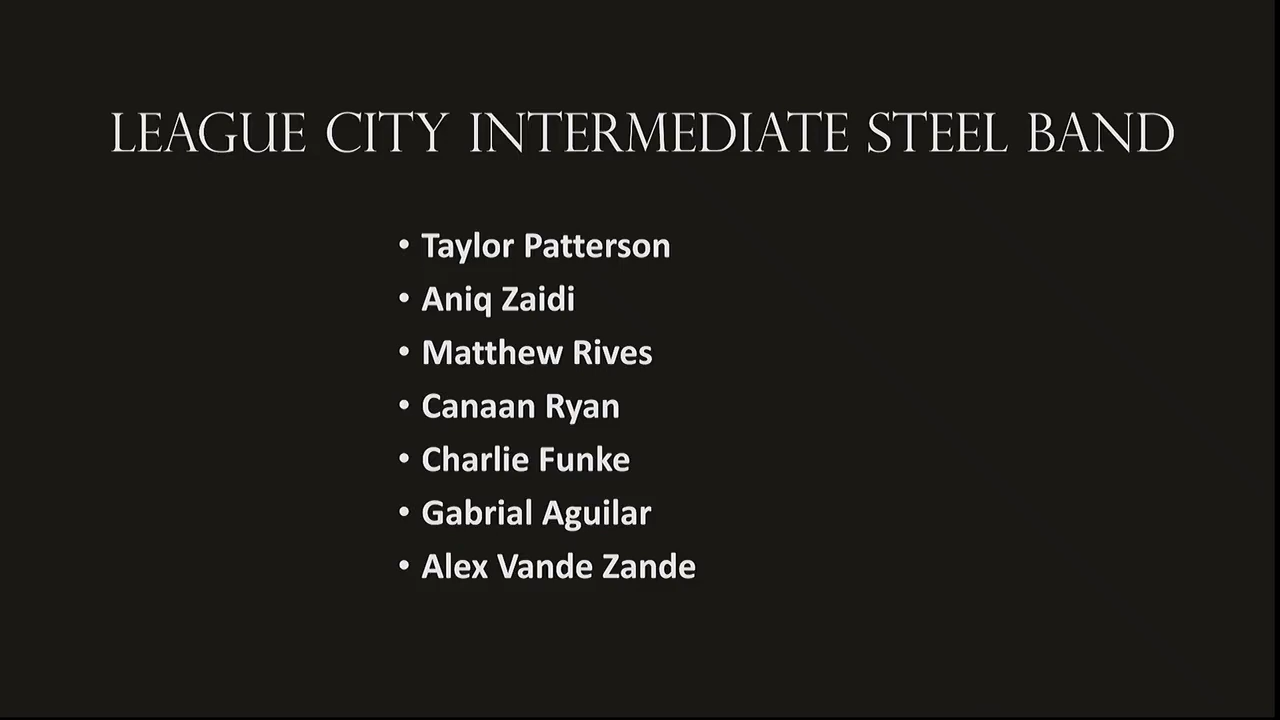 LEAGUE CITY INTERMEDIATE STEEL BAND
• Taylor Patterson
• Aniq Zaidi
• Matthew Rives
• Canaan Ryan
• Charlie Funke
• Gabrial Aguilar
• Alex Vande Zande